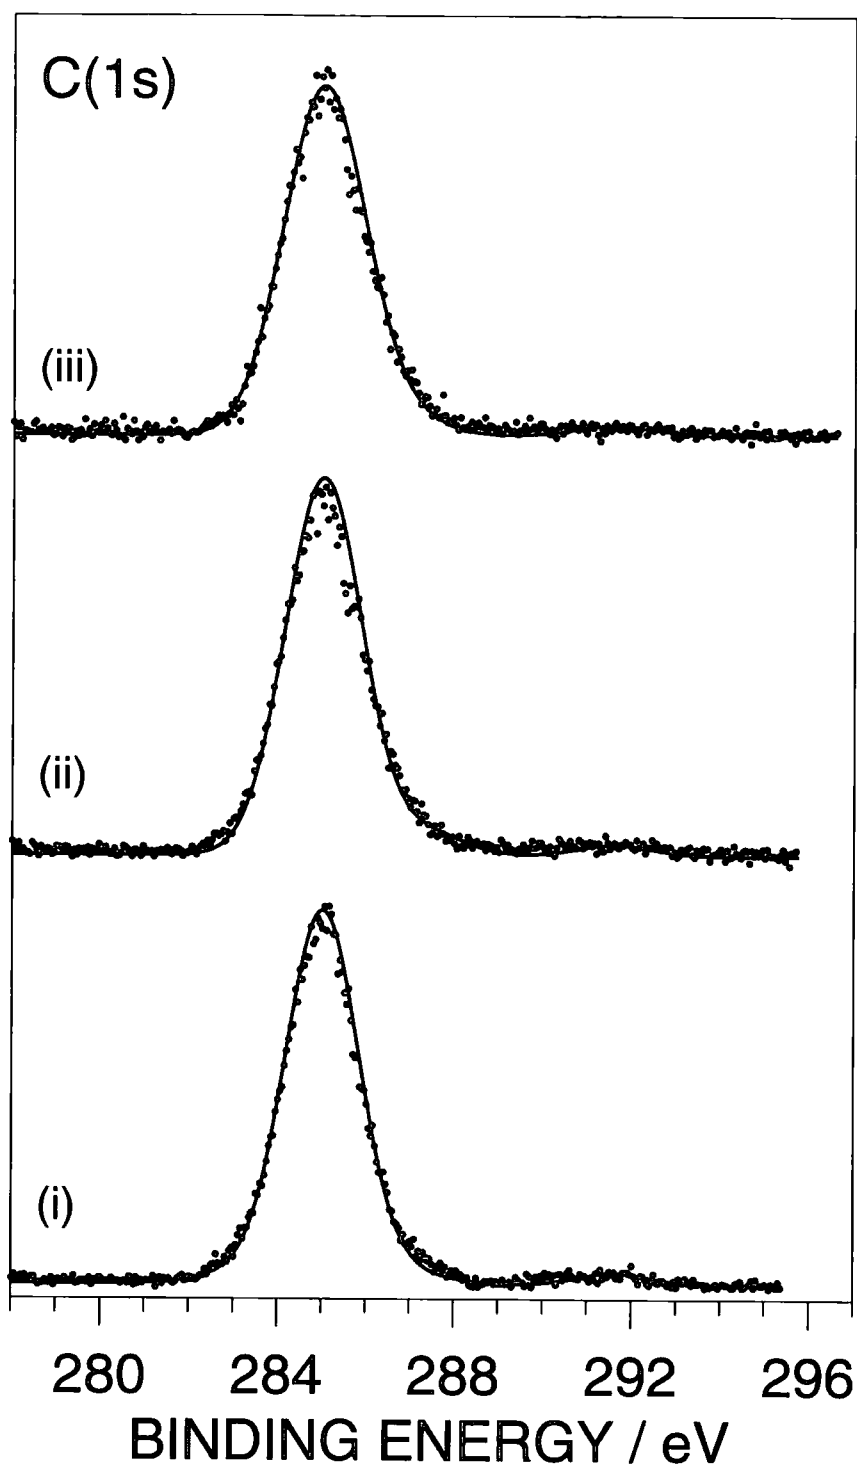 C(1s)
(iii)
(ii)
(i)
280 284 288 292 296
BINDING ENERGY / eV